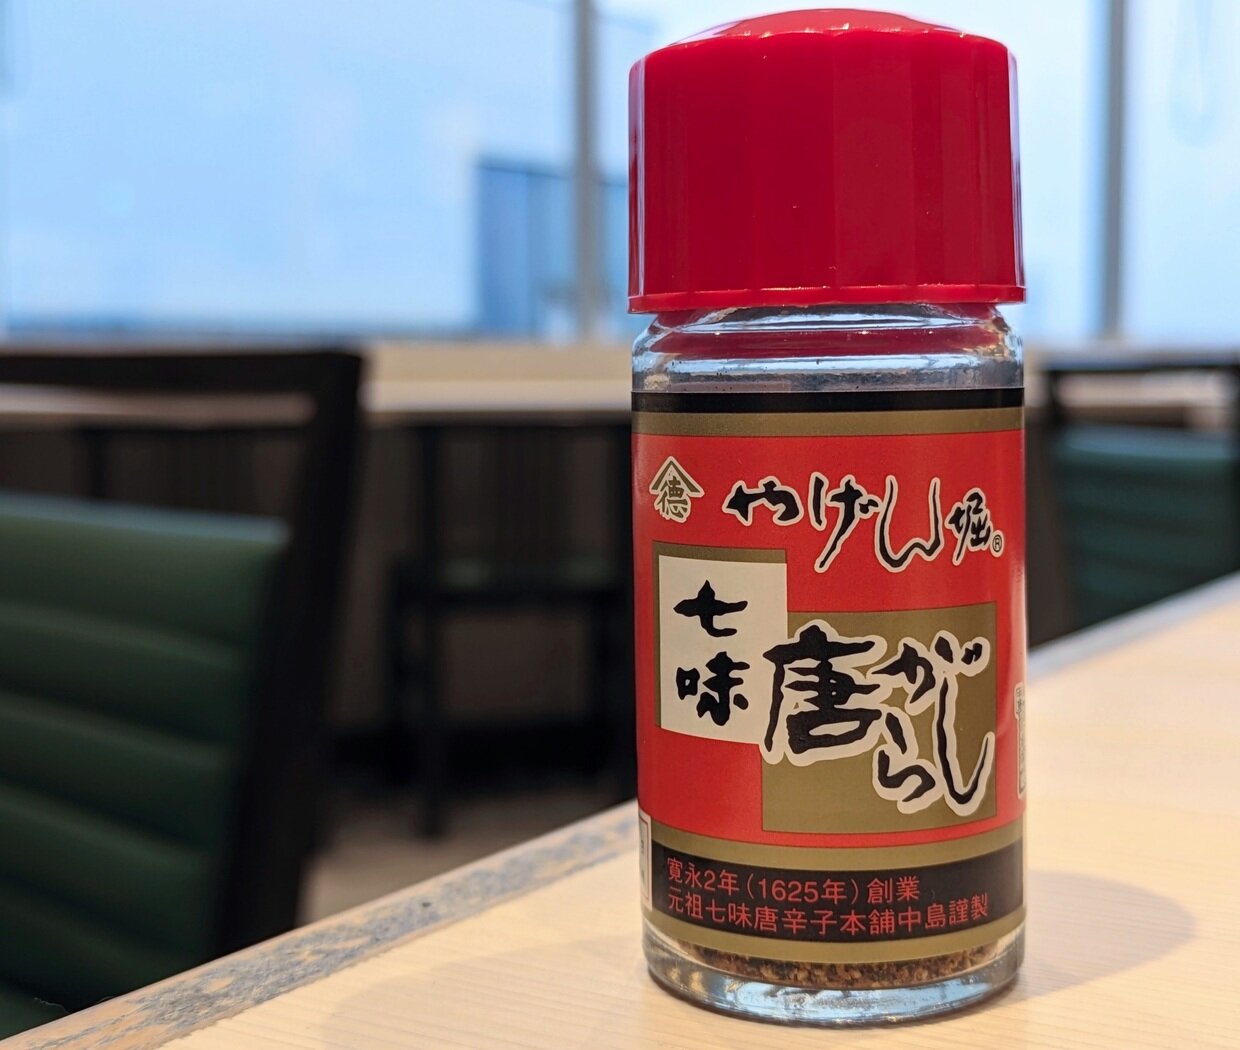 徳
やげん堀®
七味
唐がらし
寛永2年(1625年)創業
元祖七味唐辛子本舗中島謹製